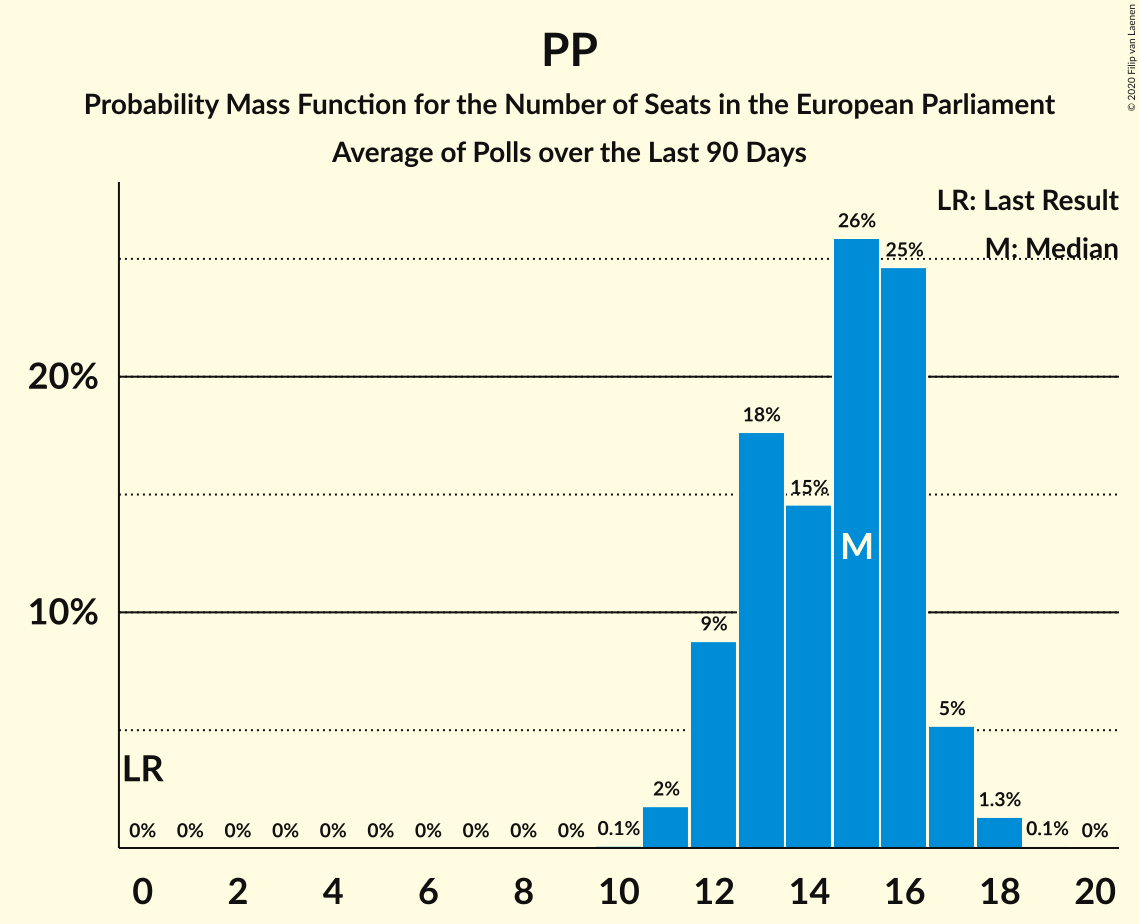 PP
Probability Mass Function for the Number of Seats in the European Parliament
Average of Polls over the Last 90 Days
© 2020 Filip van Laenen
LR: Last Result
M: Median
20%
10%
26%
25%
18%
15%
M
9%
5%
LR
2%
1.3%
0% 0% 0% 0% 0% 0% 0% 0% 0% 0% 0.1% 0.1% 0%
0 2 4 6 8 10 12 14 16 18 20